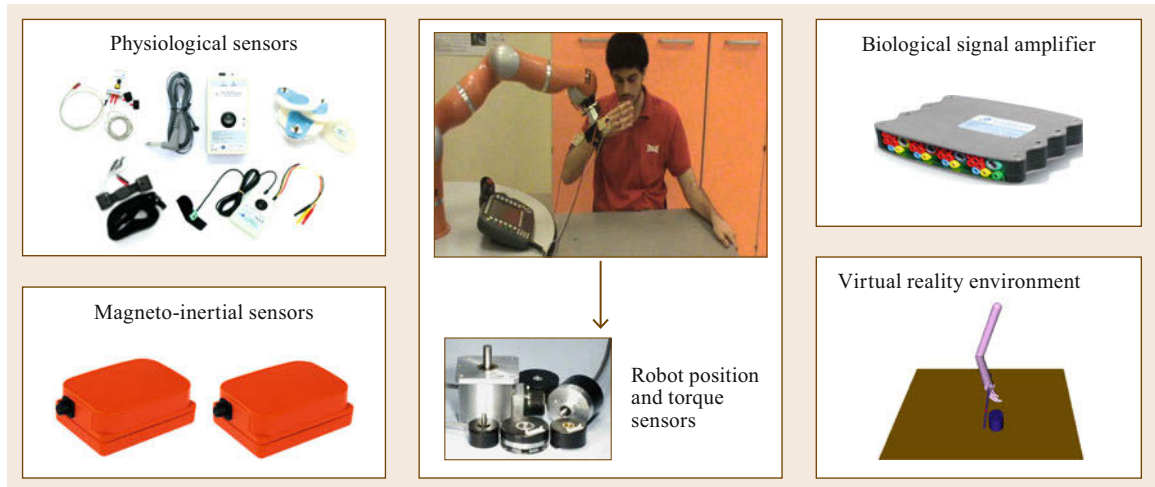 Physiological sensors
Magneto-inertial sensors
Robot position
and torque
sensors
Biological signal amplifier
Virtual reality environment